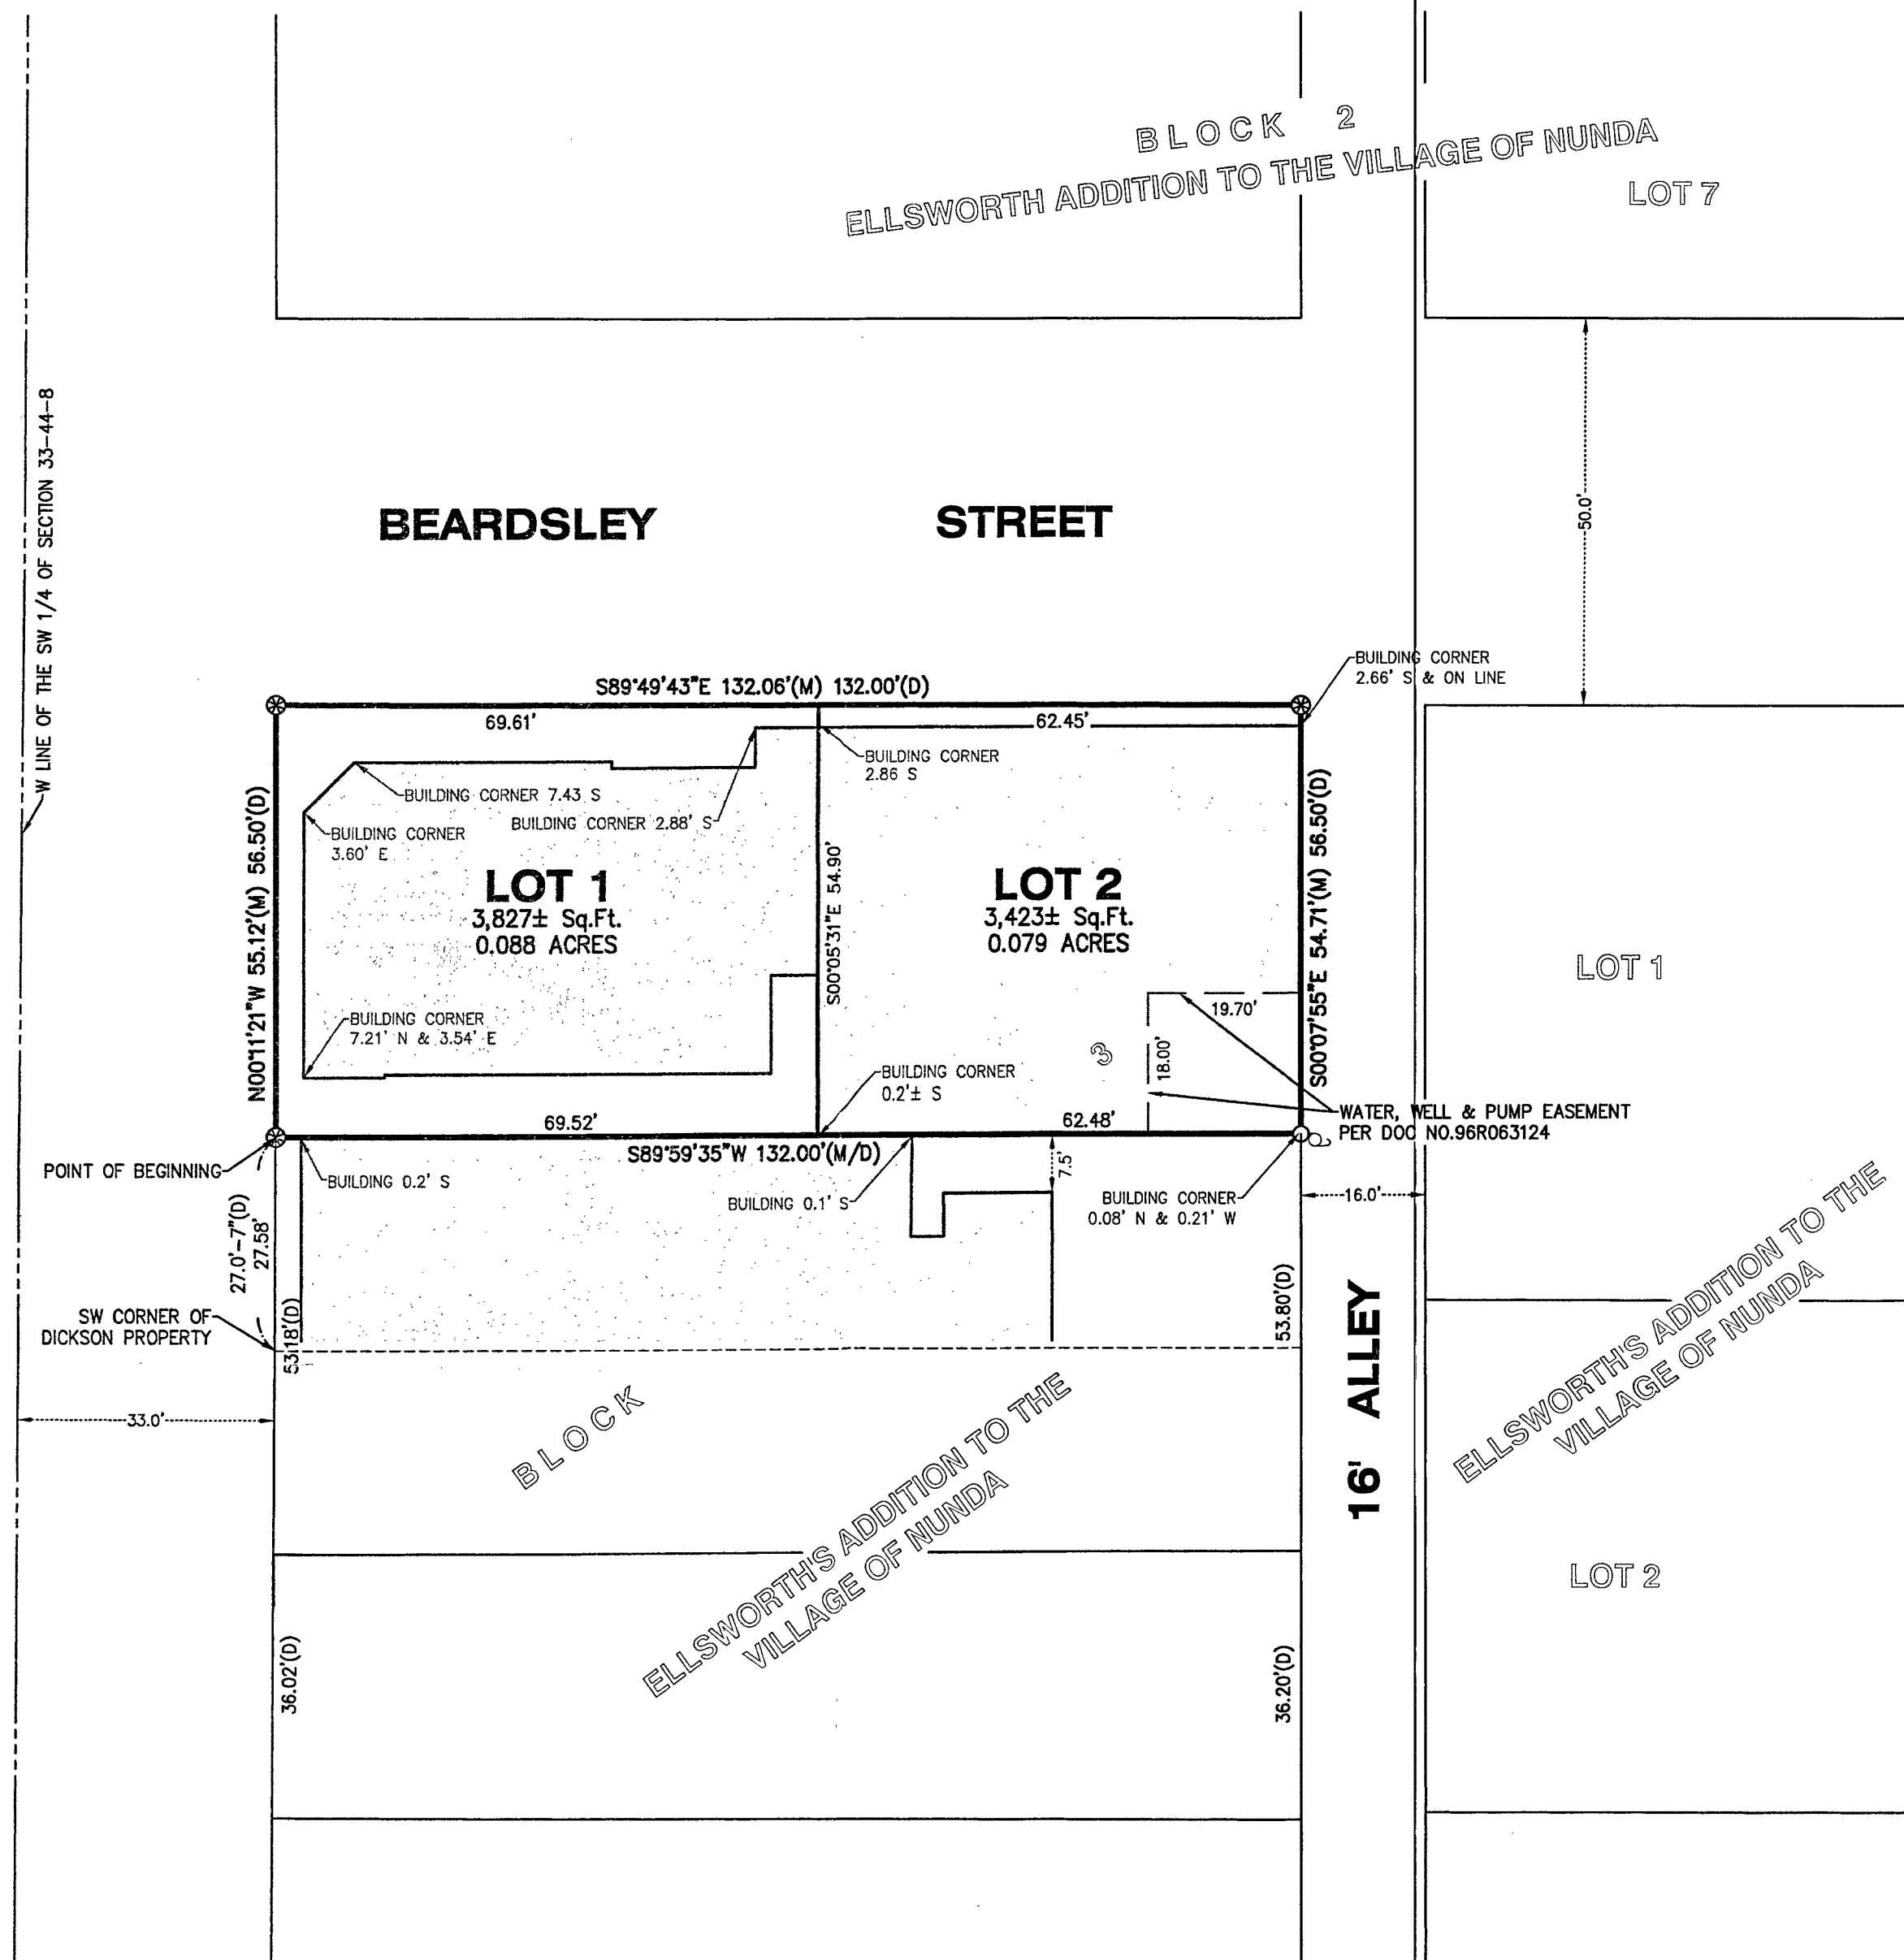 BLOCK 2
ELLSWORTH ADDITION TO THE VILLAGE OF NUNDA
LOT 7
W LINE OF THE SW 1/4 OF SECTION 33-44-8
50.0'
BEARDSLEY STREET
BUILDING CORNER
2.66' S & ON LINE
S89°49'43"E 132.06'(M) 132.00'(D)
69.61'
62.45'
BUILDING CORNER
2.86 S
BUILDING CORNER 7.43 S
BUILDING CORNER 2.88' S
BUILDING CORNER
3.60' E
N00°11'21"W 55.12'(M) 56.50'(D)
LOT 1
3,827± Sq.Ft.
0.088 ACRES
S00°05'31"E 54.90'
LOT 2
3,423± Sq.Ft.
0.079 ACRES
S00°07'55"E 54.71'(M) 56.50'(D)
LOT 1
BUILDING CORNER
7.21' N & 3.54' E
19.70'
18.00'
3
BUILDING CORNER
0.2'± S
69.52'
62.48'
WATER, WELL & PUMP EASEMENT
PER DOC NO.96R063124
S89°59'35"W 132.00'(M/D)
POINT OF BEGINNING
BUILDING 0.2' S
BUILDING 0.1' S
7.5'
BUILDING CORNER
0.08' N & 0.21' W
16.0'
27.0'-7"(D)
27.58'
SW CORNER OF
DICKSON PROPERTY
53.18'(D)
53.80'(D)
33.0'
16' ALLEY
BLOCK
ELLSWORTH'S ADDITION TO THE
VILLAGE OF NUNDA
ELLSWORTH'S ADDITION TO THE
VILLAGE OF NUNDA
LOT 2
36.02'(D)
36.20'(D)